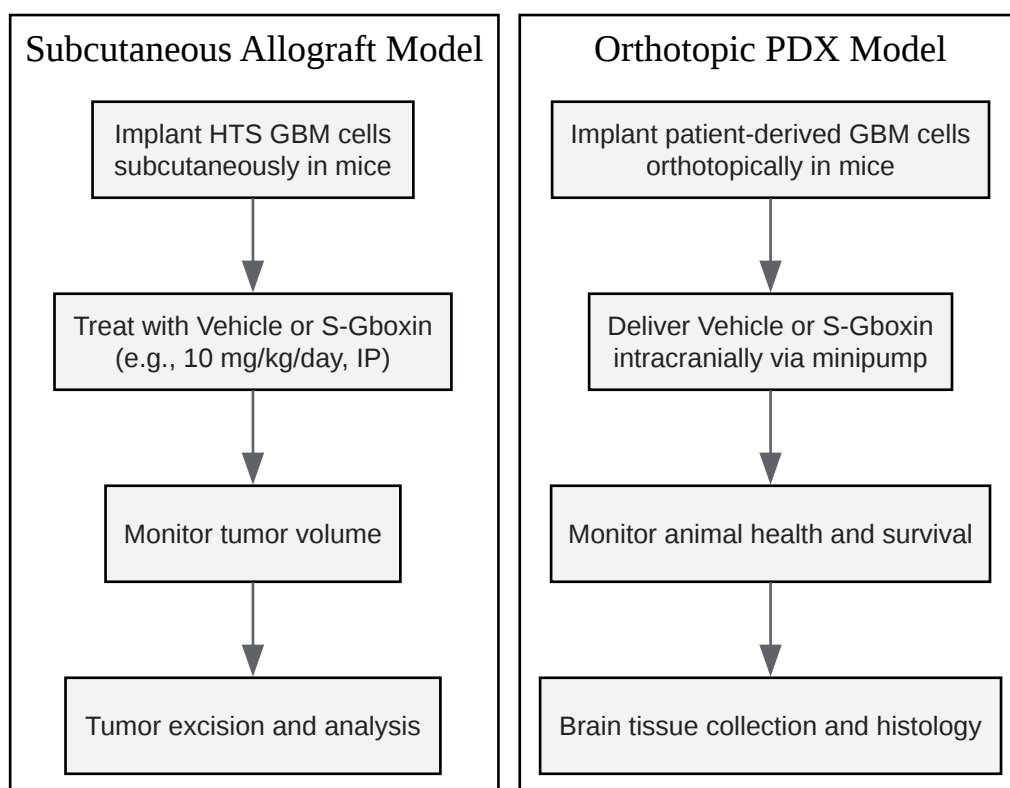 Subcutaneous Allograft Model
Implant HTS GBM cells
subcutaneously in mice
Treat with Vehicle or S-Gboxin
(e.g., 10 mg/kg/day, IP)
Monitor tumor volume
Tumor excision and analysis
Orthotopic PDX Model
Implant patient-derived GBM cells
orthotopically in mice
Deliver Vehicle or S-Gboxin
intracranially via minipump
Monitor animal health and survival
Brain tissue collection and histology